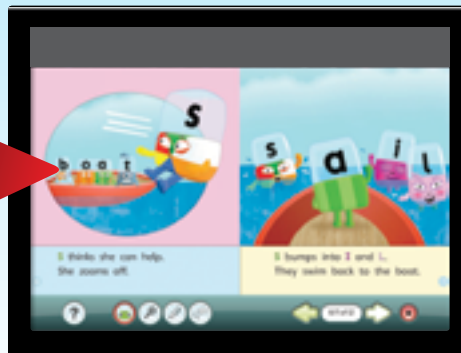 s
b o a t
S thinks she can help.
She zooms off.
s a i l
S bumps into I and L.
They swim back to the boat.
?